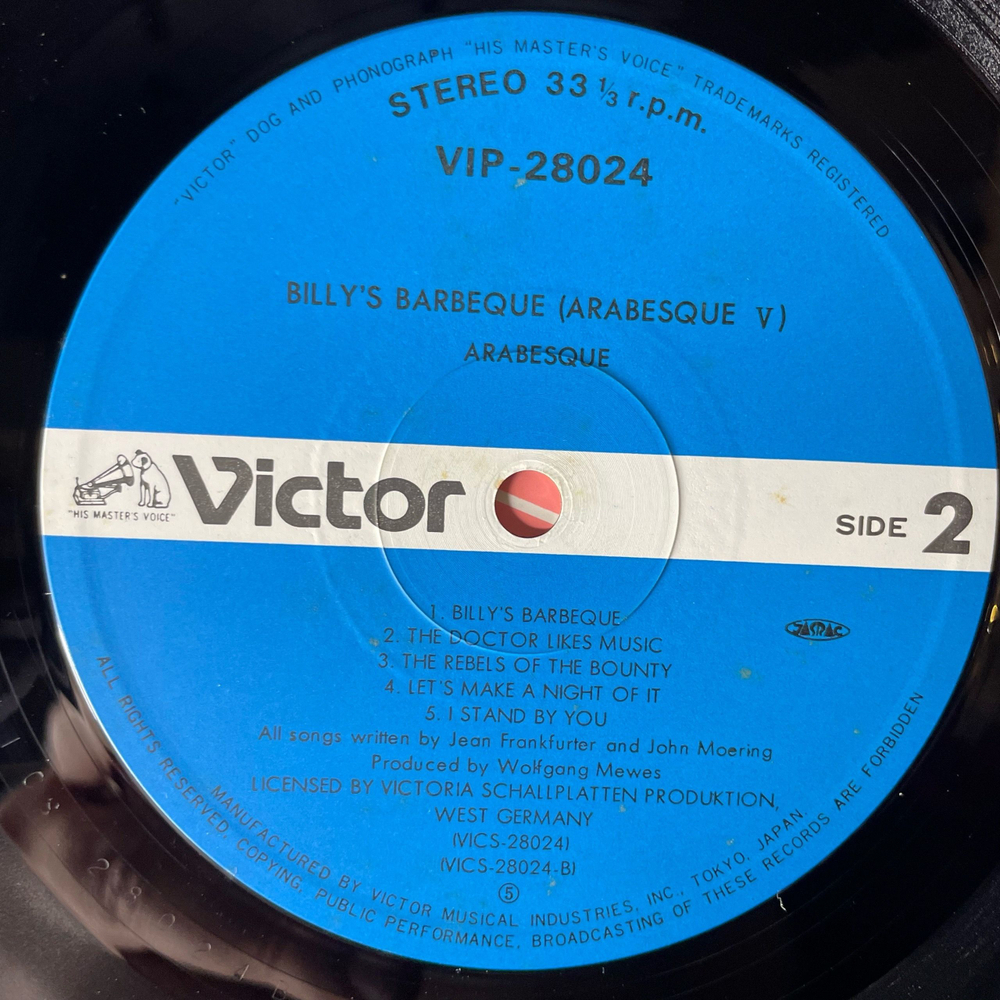 "VICTOR" DOG AND PHONOGRAPH "HIS MASTER'S VOICE" TRADEMARKS REGISTERED
STEREO 33 1/3 r.p.m.
VIP-28024
BILLY'S BARBEQUE (ARABESQUE V)
ARABESQUE
"HIS MASTER'S VOICE"
Victor
SIDE 2
JASRAC
1. BILLY'S BARBEQUE
2. THE DOCTOR LIKES MUSIC
3. THE REBELS OF THE BOUNTY
4. LET'S MAKE A NIGHT OF IT
5. I STAND BY YOU
All songs written by Jean Frankfurter and John Moering
Produced by Wolfgang Mewes
LICENSED BY VICTORIA SCHALLPLATTEN PRODUKTION,
WEST GERMANY
(VICS-28024)
(VICS-28024-B)
⑤
MANUFACTURED BY VICTOR MUSICAL INDUSTRIES, INC., TOKYO, JAPAN
ALL RIGHTS RESERVED. COPYING, PUBLIC PERFORMANCE, BROADCASTING OF THESE RECORDS ARE FORBIDDEN